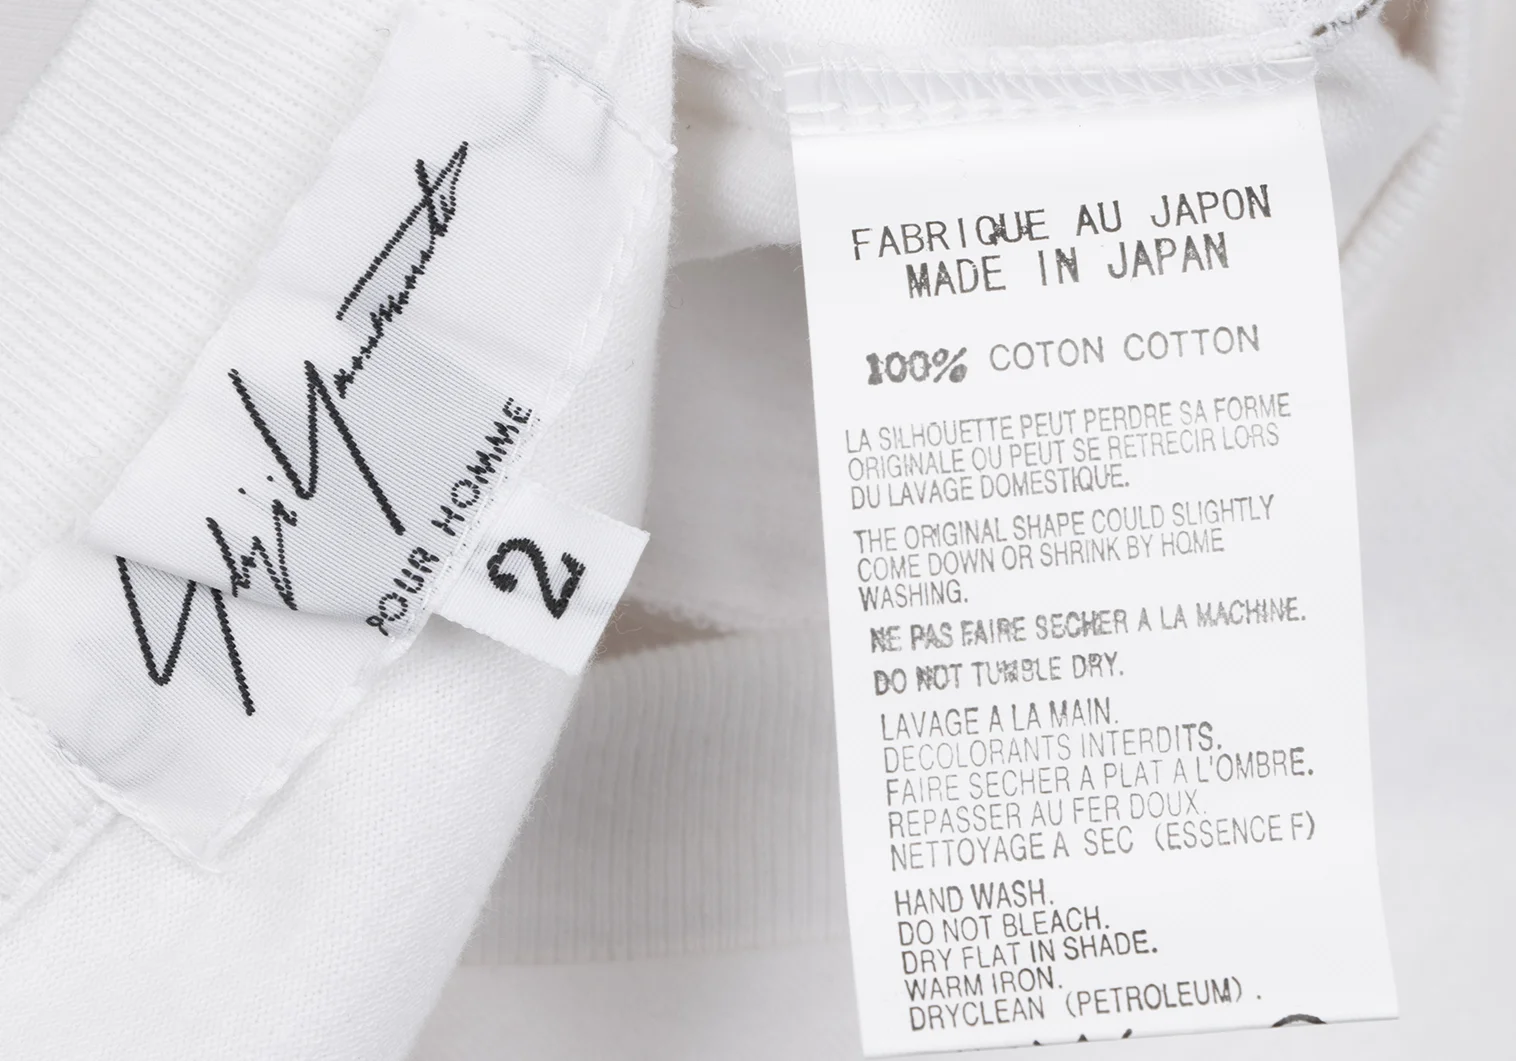 Yohji Yamamoto
POUR HOMME
2
FABRIQUE AU JAPON
MADE IN JAPAN
100% COTON COTTON
LA SILHOUETTE PEUT PERDRE SA FORME
ORIGINALE OU PEUT SE RETRECIR LORS
DU LAVAGE DOMESTIQUE.
THE ORIGINAL SHAPE COULD SLIGHTLY
COME DOWN OR SHRINK BY HOME
WASHING.
NE PAS FAIRE SECHER A LA MACHINE.
DO NOT TUMBLE DRY.
LAVAGE A LA MAIN.
DECOLORANTS INTERDITS.
FAIRE SECHER A PLAT A L'OMBRE.
REPASSER AU FER DOUX.
NETTOYAGE A SEC (ESSENCE F)
HAND WASH.
DO NOT BLEACH.
DRY FLAT IN SHADE.
WARM IRON.
DRYCLEAN (PETROLEUM).